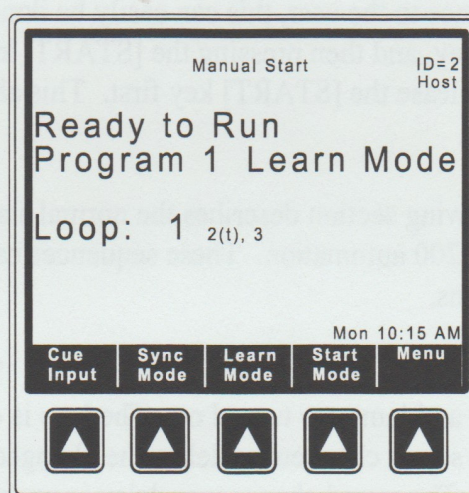 Manual Start
ID=2
Host
Ready to Run
Program 1 Learn Mode
Loop: 1 2(t), 3
Mon 10:15 AM
Cue Input
Sync Mode
Learn Mode
Start Mode
Menu